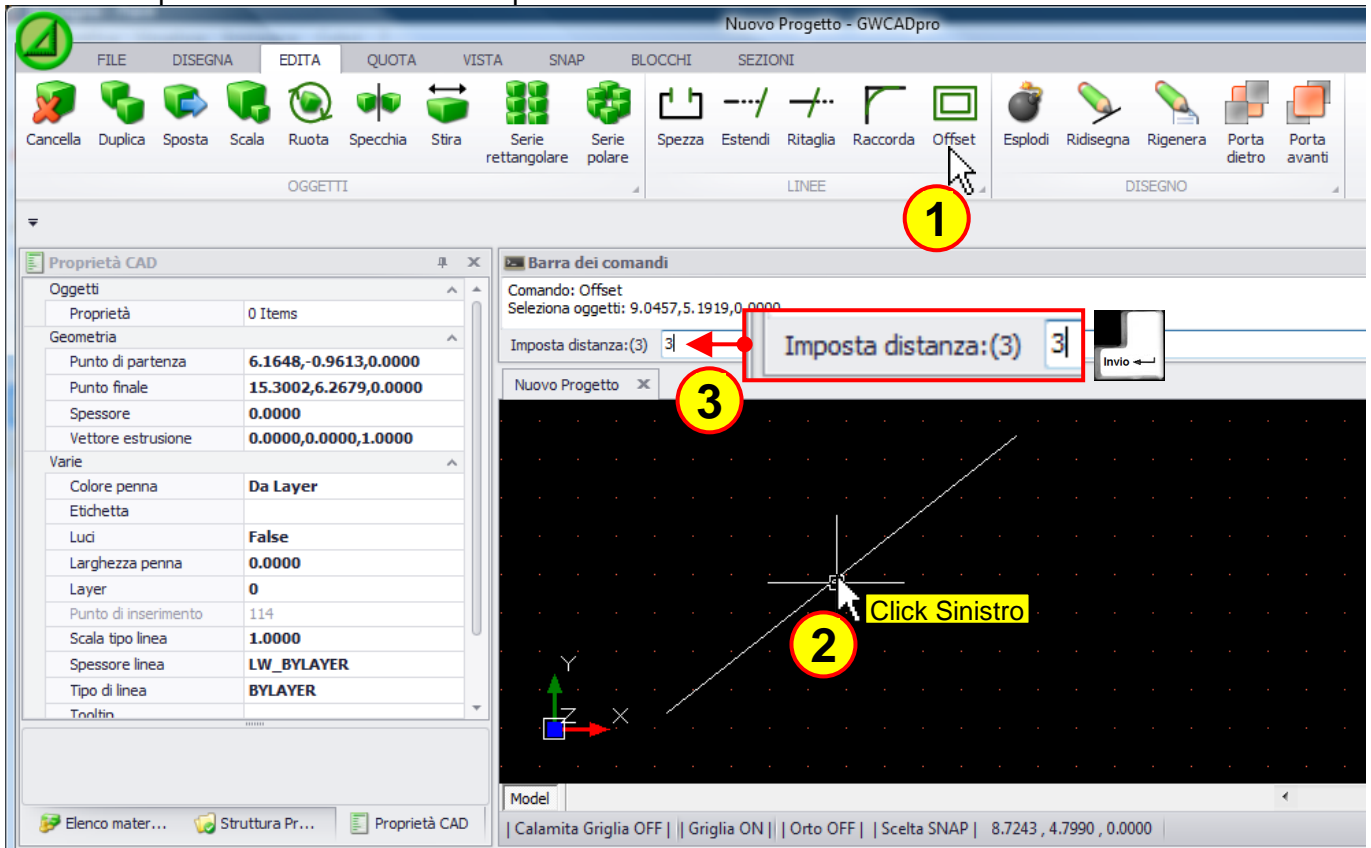 Nuovo Progetto - GWCADpro
FILE DISEGNA EDITA QUOTA VISTA SNAP BLOCCHI SEZIONI
Cancella Duplica Sposta Scala Ruota Specchia Stira Serie rettangolare Serie polare Spezza Estendi Ritaglia Raccorda Offset Esplodi Ridisegna Rigenera Porta dietro Porta avanti
OGGETTI LINEE DISEGNO
1
Proprietà CAD
Oggetti
Proprietà 0 Items
Geometria
Punto di partenza 6.1648,-0.9613,0.0000
Punto finale 15.3002,6.2679,0.0000
Spessore 0.0000
Vettore estrusione 0.0000,0.0000,1.0000
Varie
Colore penna Da Layer
Etichetta
Luci False
Larghezza penna 0.0000
Layer 0
Punto di inserimento 114
Scala tipo linea 1.0000
Spessore linea LW_BYLAYER
Tipo di linea BYLAYER
Tooltip
Elenco mater... Struttura Pr... Proprietà CAD
Barra dei comandi
Comando: Offset
Seleziona oggetti: 9.0457,5.1919,0.0000
Imposta distanza:(3) 3
Imposta distanza:(3) 3
Invio
Nuovo Progetto
3
Click Sinistro
2
Y
Z X
Model
| Calamita Griglia OFF | | Griglia ON | | Orto OFF | | Scelta SNAP | 8.7243 , 4.7990 , 0.0000